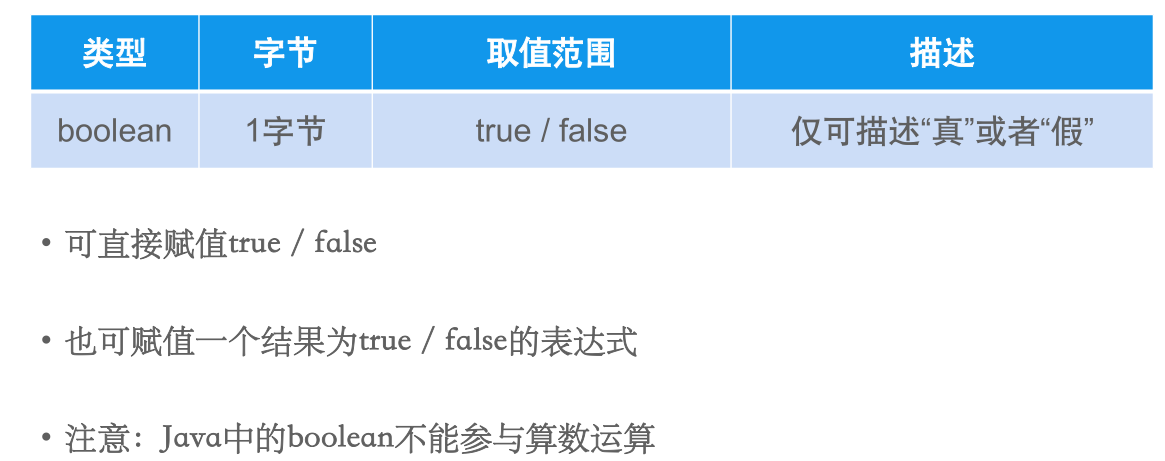 类型 字节 取值范围 描述
boolean 1字节 true / false 仅可描述“真”或者“假”
• 可直接赋值true / false
• 也可赋值一个结果为true / false的表达式
• 注意：Java中的boolean不能参与算数运算